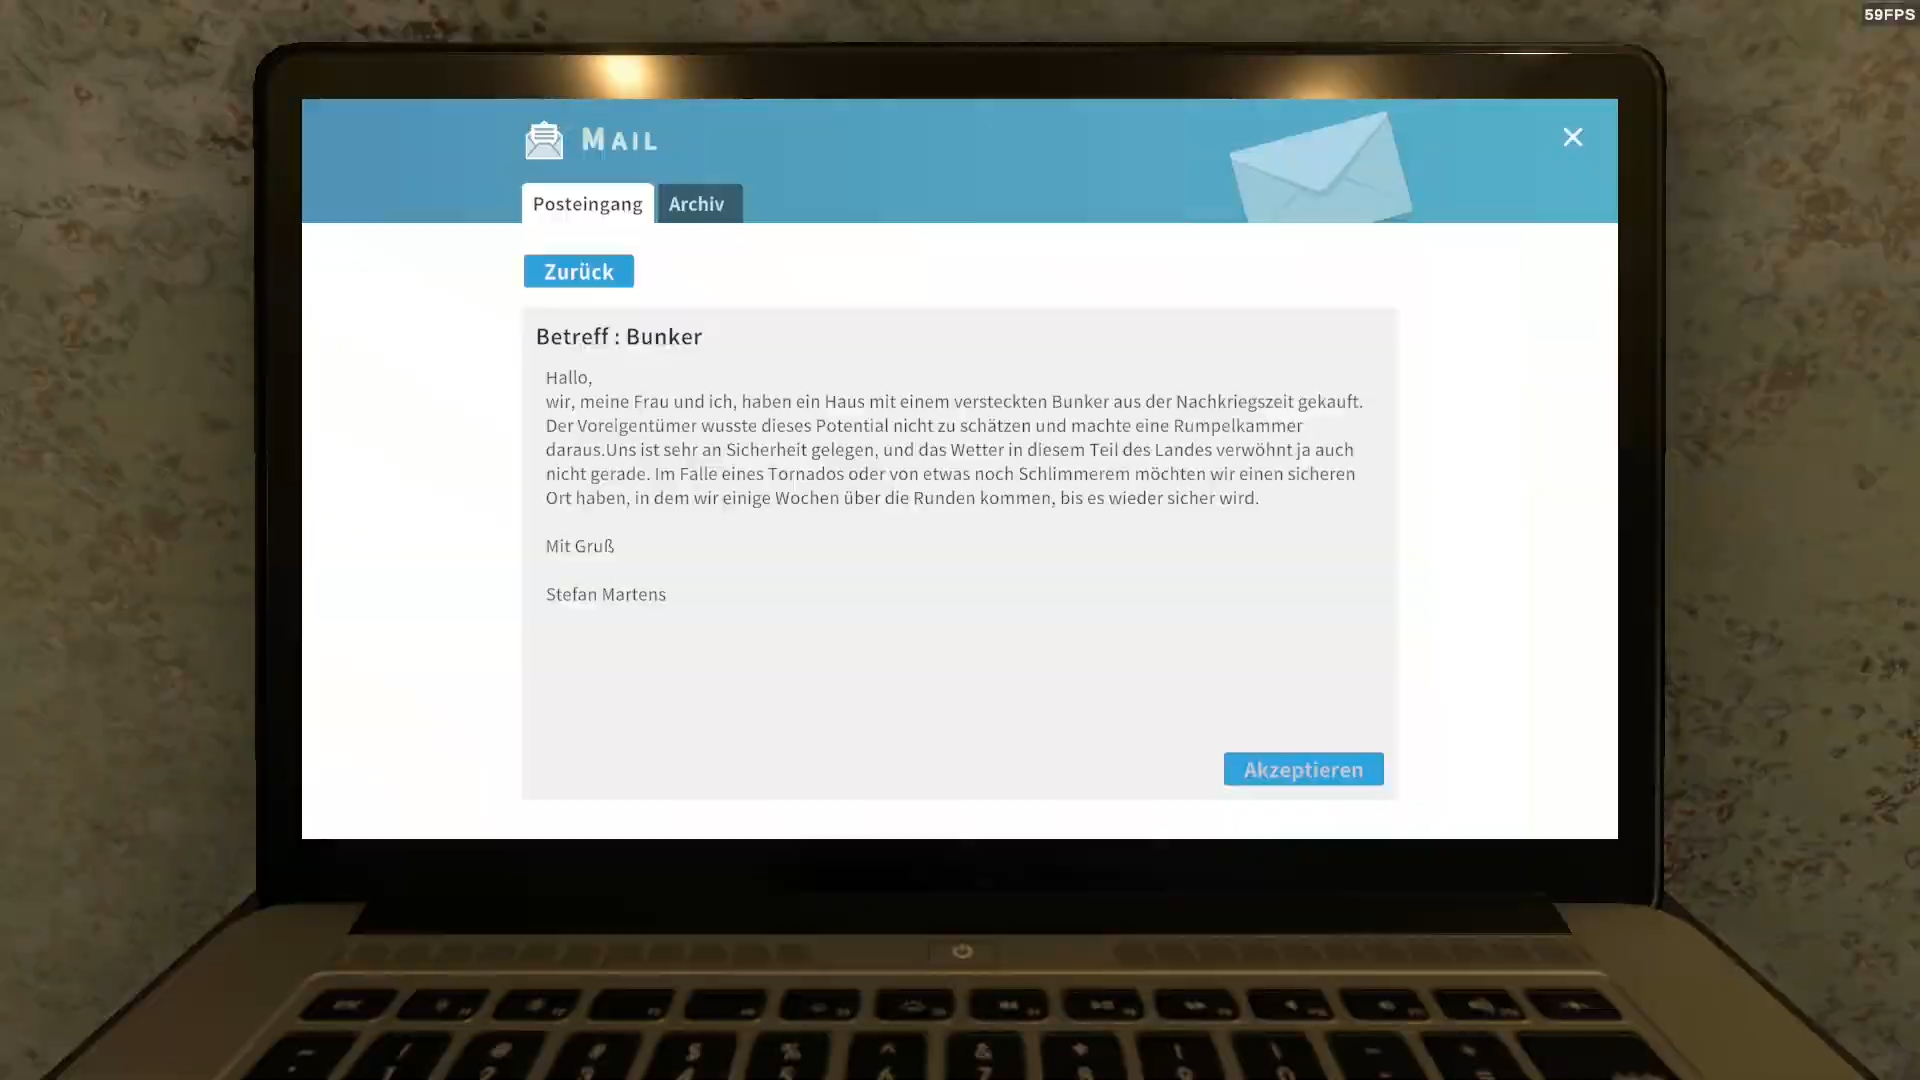 59FPS
MAIL
Posteingang
Archiv
Zurück
Betreff : Bunker
Hallo,
wir, meine Frau und ich, haben ein Haus mit einem versteckten Bunker aus der Nachkriegszeit gekauft.
Der Voreigentümer wusste dieses Potential nicht zu schätzen und machte eine Rumpelkammer
daraus.Uns ist sehr an Sicherheit gelegen, und das Wetter in diesem Teil des Landes verwöhnt ja auch
nicht gerade. Im Falle eines Tornados oder von etwas noch Schlimmerem möchten wir einen sicheren
Ort haben, in dem wir einige Wochen über die Runden kommen, bis es wieder sicher wird.
Mit Gruß
Stefan Martens
Akzeptieren